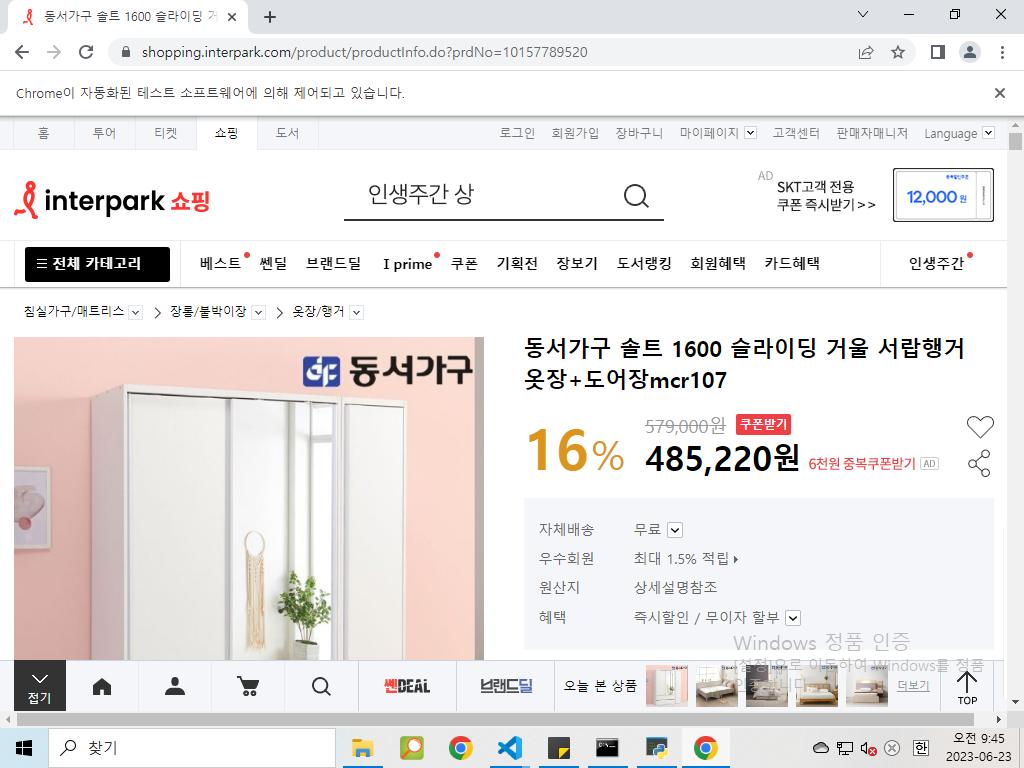 동서가구 솔트 1600 슬라이딩 거
shopping.interpark.com/product/productInfo.do?prdNo=10157789520
Chrome이 자동화된 테스트 소프트웨어에 의해 제어되고 있습니다.
홈 투어 티켓 쇼핑 도서 로그인 회원가입 장바구니 마이페이지 고객센터 판매자매니저 Language
interpark 쇼핑
인생주간 상
AD SKT고객 전용
쿠폰 즉시받기>>
12,000원
전체 카테고리 베스트 쎈딜 브랜드딜 I prime 쿠폰 기획전 장보기 도서랭킹 회원혜택 카드혜택 인생주간
침실가구/매트리스 장롱/붙박이장 옷장/행거
동서가구
동서가구 솔트 1600 슬라이딩 거울 서랍행거
옷장+도어장mcr107
16% 579,000원 쿠폰받기
485,220원 6천원 중복쿠폰받기 AD
자체배송 무료
우수회원 최대 1.5% 적립
원산지 상세설명참조
혜택 즉시할인 / 무이자 할부
Windows 정품 인증
[설정]으로 이동하여 Windows를 정품
접기 쎈DEAL 브랜드딜 오늘 본 상품 더보기 TOP
찾기
한
오전 9:45
2023-06-23